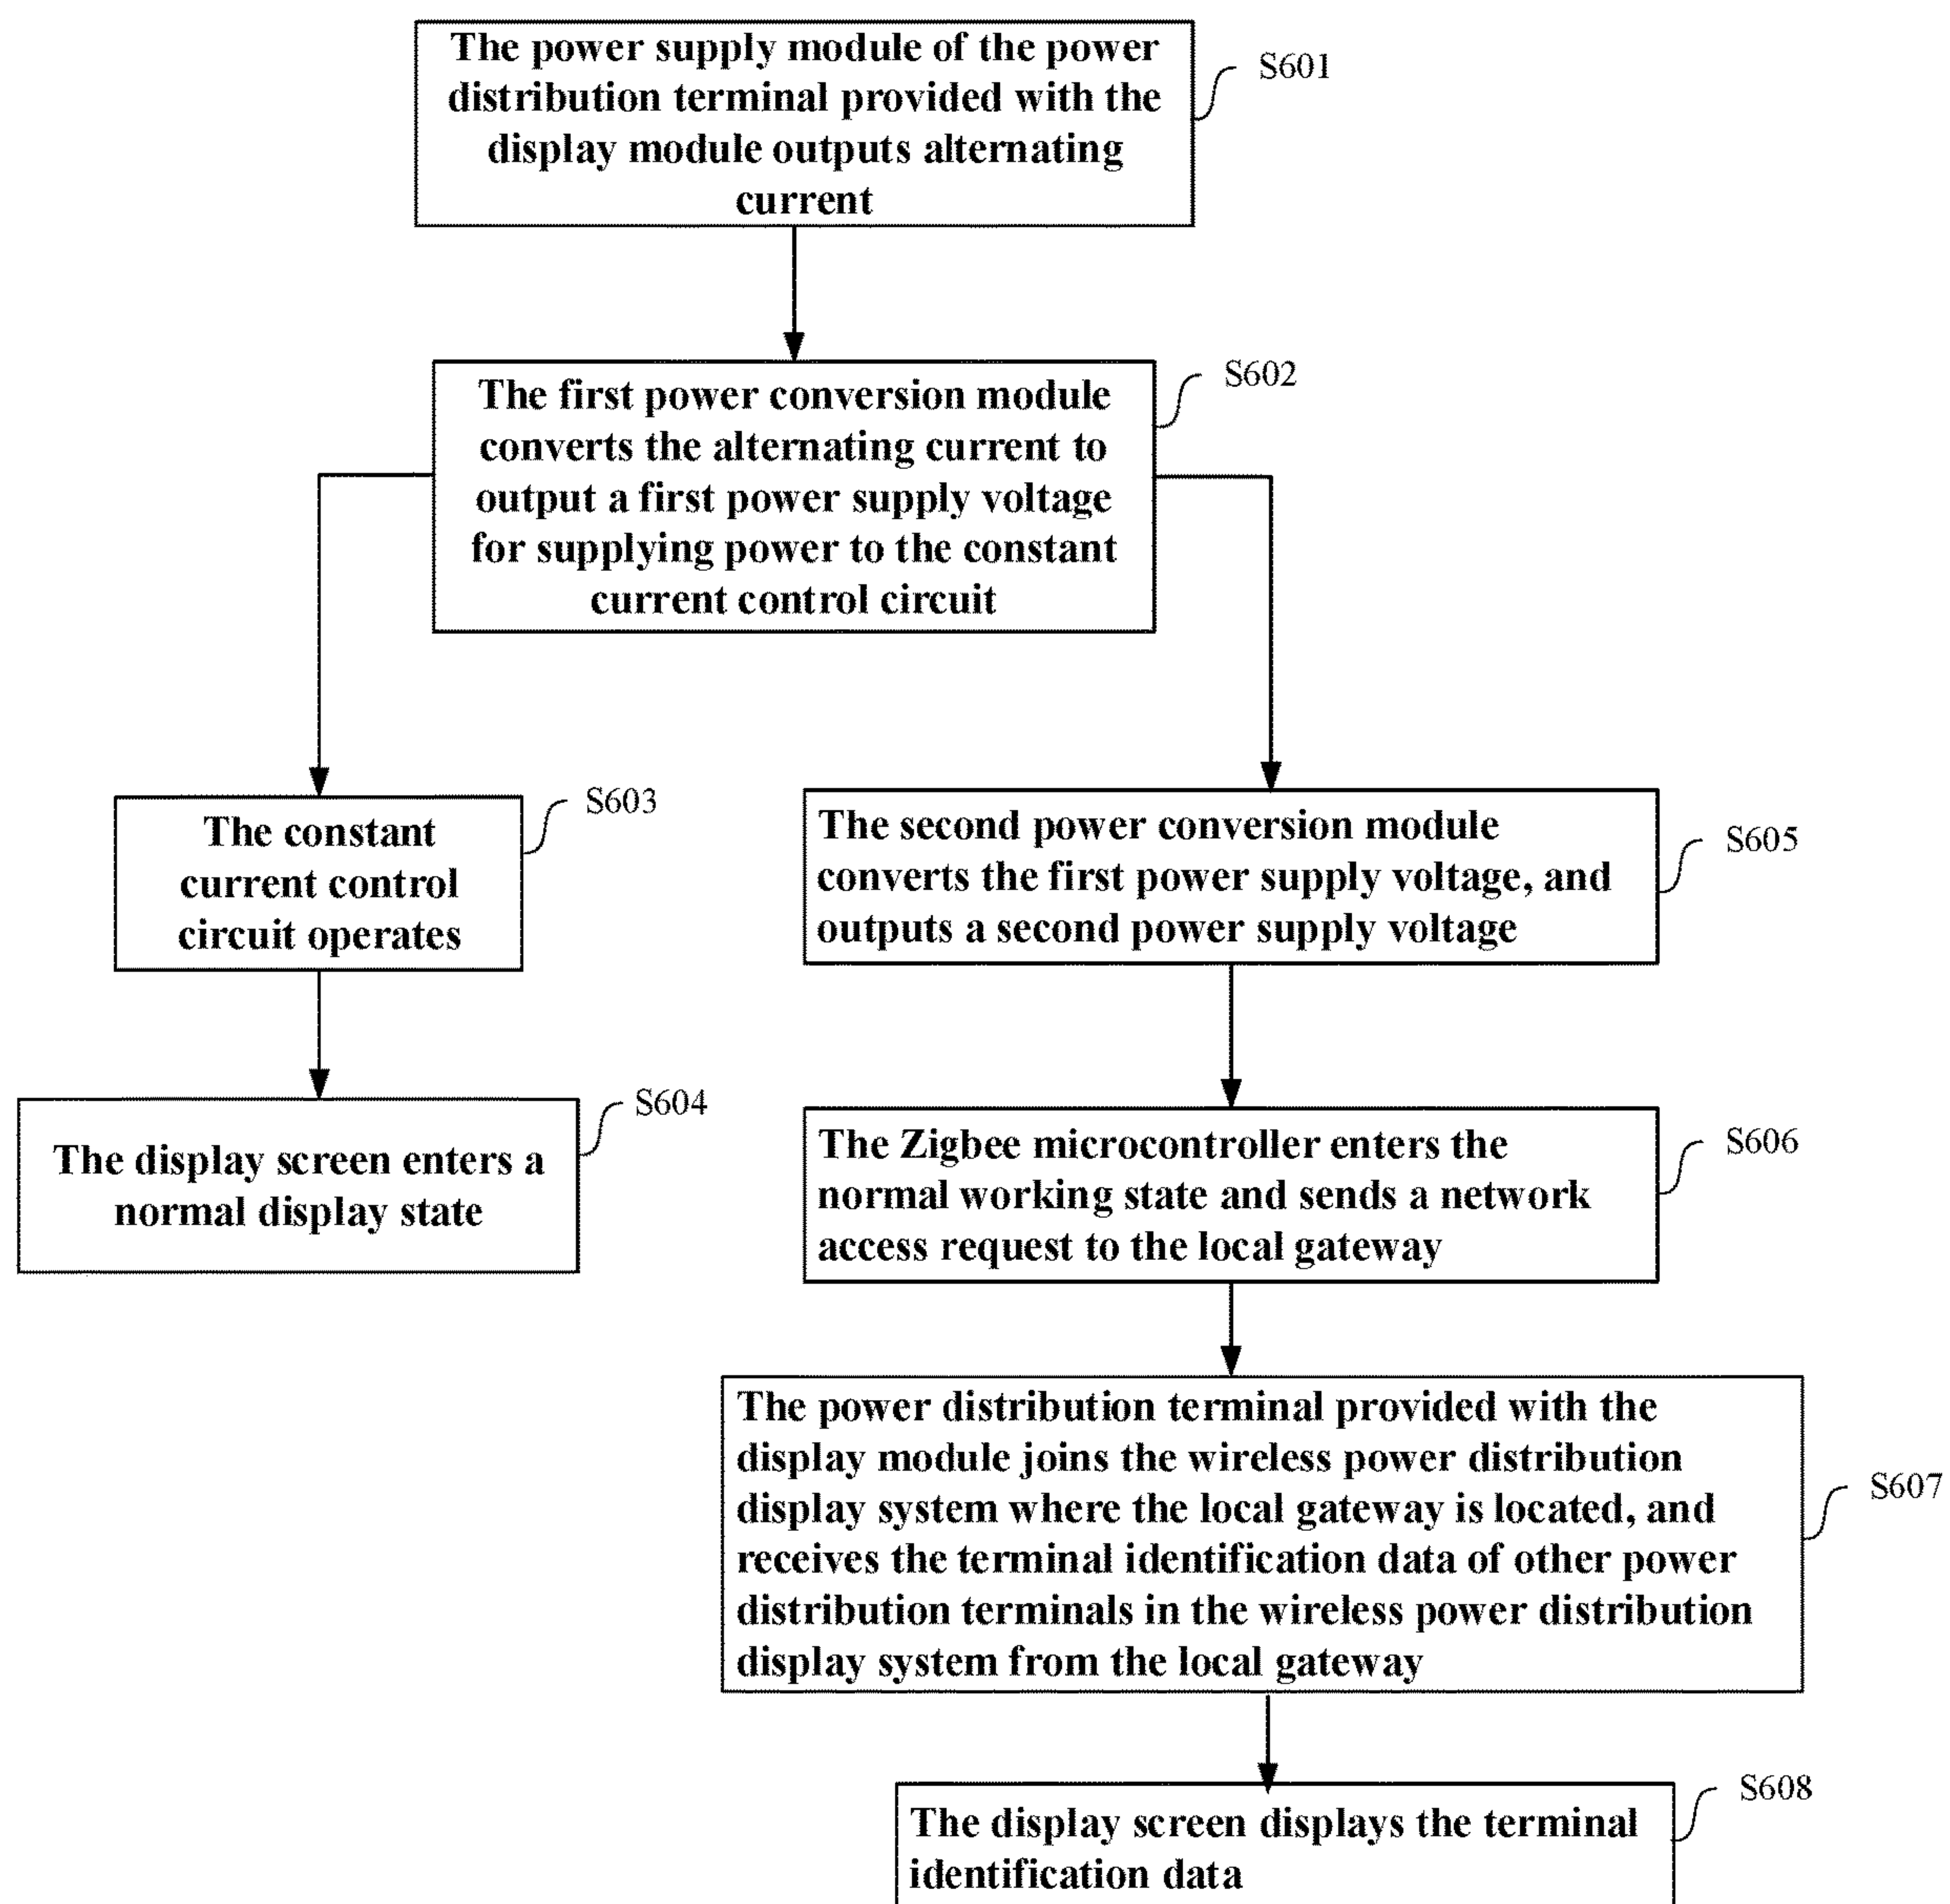 The power supply module of the power
distribution terminal provided with the
display module outputs alternating
current
S601
The first power conversion module
converts the alternating current to
output a first power supply voltage
for supplying power to the constant
current control circuit
S602
The constant
current control
circuit operates
S603
The display screen enters a
normal display state
S604
The second power conversion module
converts the first power supply voltage, and
outputs a second power supply voltage
S605
The Zigbee microcontroller enters the
normal working state and sends a network
access request to the local gateway
S606
The power distribution terminal provided with the
display module joins the wireless power distribution
display system where the local gateway is located, and
receives the terminal identification data of other power
distribution terminals in the wireless power distribution
display system from the local gateway
S607
The display screen displays the terminal
identification data
S608